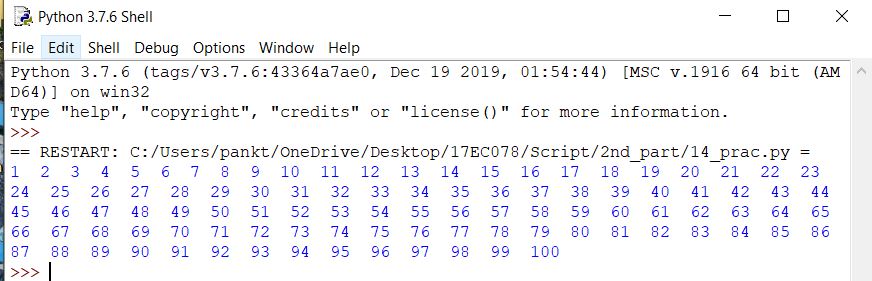 Python 3.7.6 Shell
File Edit Shell Debug Options Window Help
Python 3.7.6 (tags/v3.7.6:43364a7ae0, Dec 19 2019, 01:54:44) [MSC v.1916 64 bit (AM
D64)] on win32
Type "help", "copyright", "credits" or "license()" for more information.
>>>
== RESTART: C:/Users/pankt/OneDrive/Desktop/17EC078/Script/2nd_part/14_prac.py =
1 2 3 4 5 6 7 8 9 10 11 12 13 14 15 16 17 18 19 20 21 22 23
24 25 26 27 28 29 30 31 32 33 34 35 36 37 38 39 40 41 42 43 44
45 46 47 48 49 50 51 52 53 54 55 56 57 58 59 60 61 62 63 64 65
66 67 68 69 70 71 72 73 74 75 76 77 78 79 80 81 82 83 84 85 86
87 88 89 90 91 92 93 94 95 96 97 98 99 100
>>>